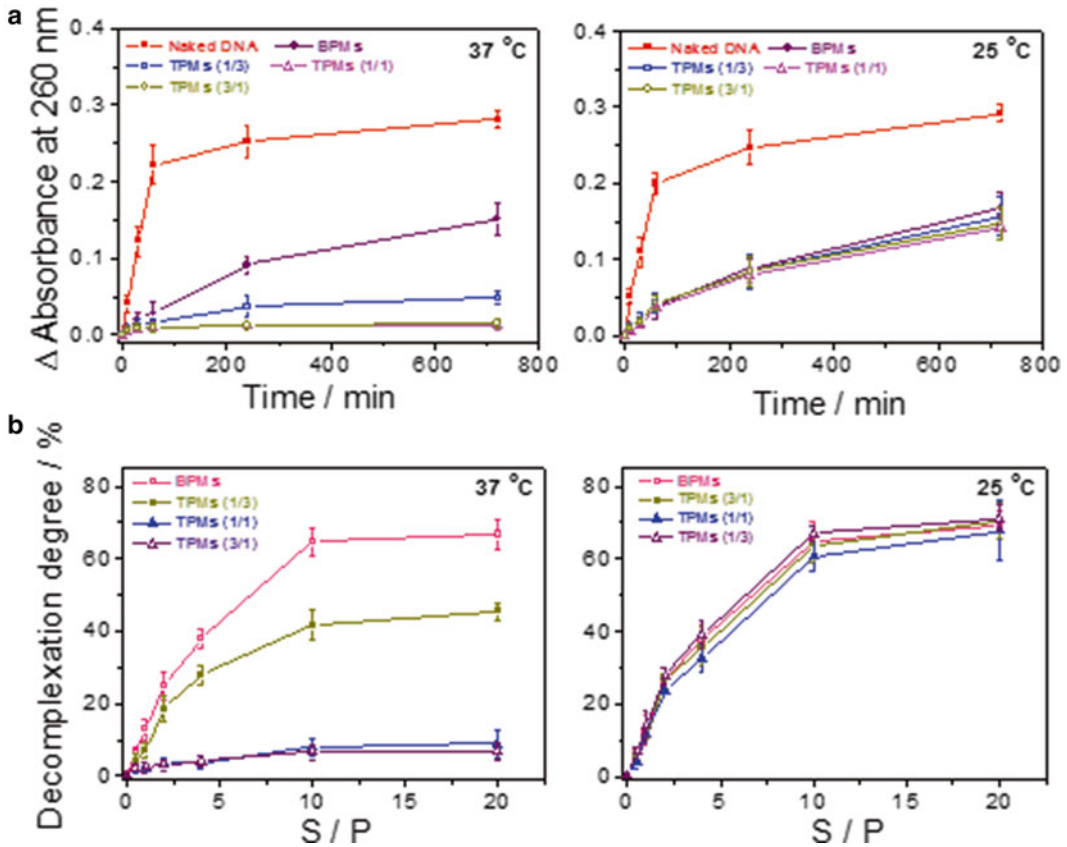 a
Δ Absorbance at 260 nm
0.4
0.3
0.2
0.1
0.0
Naked DNA
BPMs
TPMs (1/3)
TPMs (1/1)
TPMs (3/1)
37 °C
0
200
400
600
800
Time / min
0.4
0.3
0.2
0.1
0.0
Naked DNA
BPMs
TPMs (1/3)
TPMs (1/1)
TPMs (3/1)
25 °C
0
200
400
600
800
Time / min
b
Decomplexation degree / %
80
60
40
20
0
BPMs
TPMs (1/3)
TPMs (1/1)
TPMs (3/1)
37 °C
0
5
10
15
20
S / P
80
60
40
20
0
BPMs
TPMs (3/1)
TPMs (1/1)
TPMs (1/3)
25 °C
0
5
10
15
20
S / P